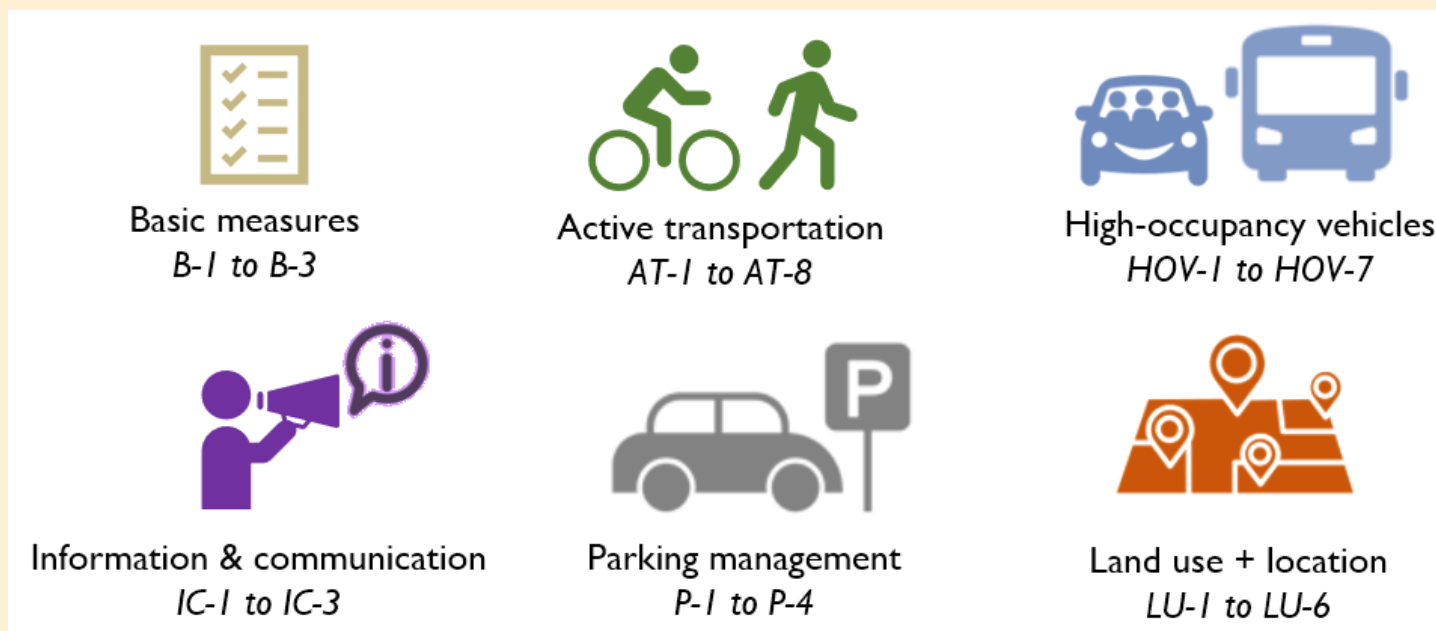 Basic measures
B-1 to B-3
Active transportation
AT-1 to AT-8
High-occupancy vehicles
HOV-1 to HOV-7
i
Information & communication
IC-1 to IC-3
P
Parking management
P-1 to P-4
Land use + location
LU-1 to LU-6